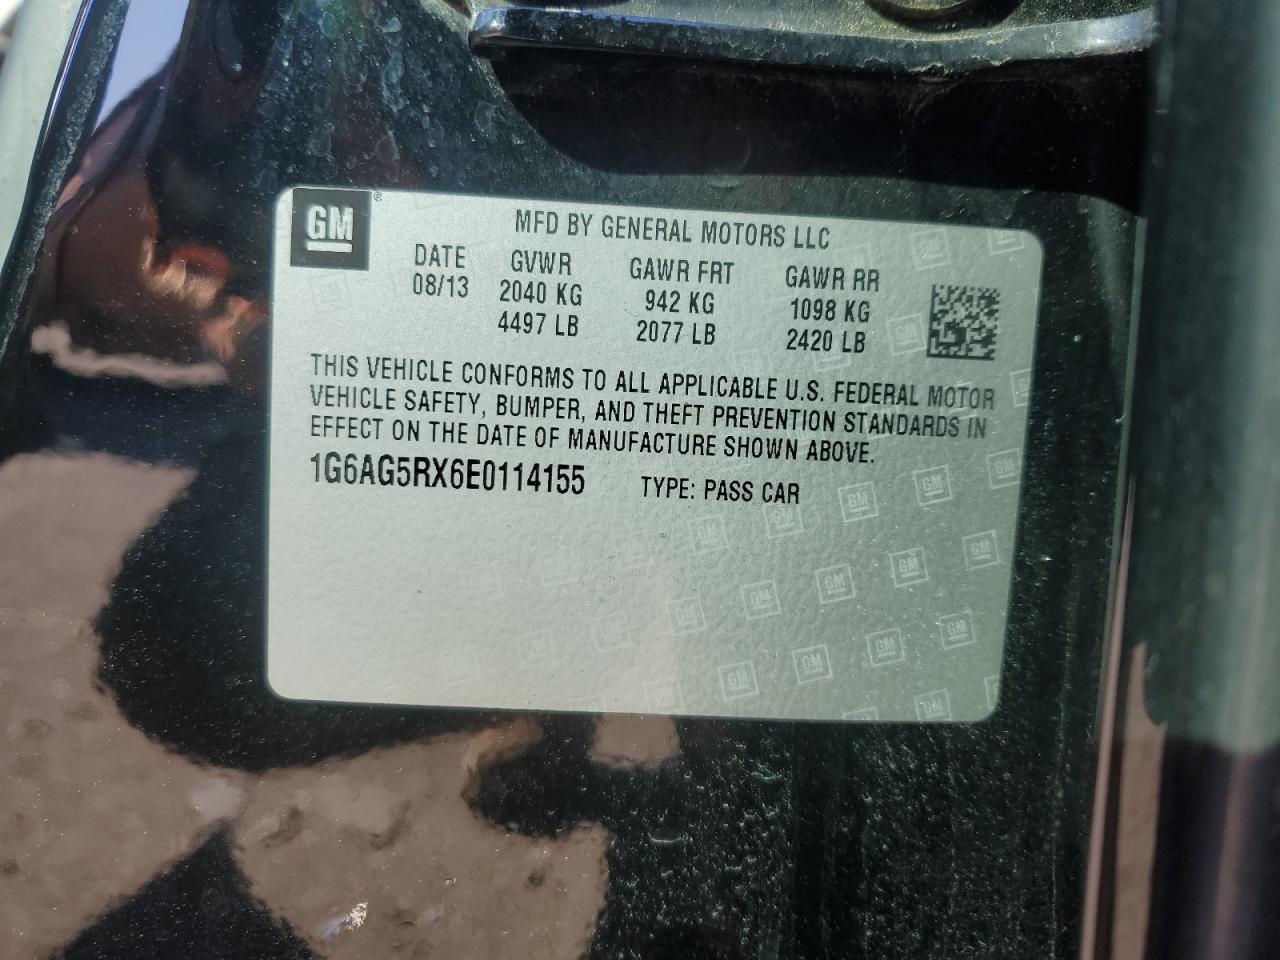 GM®
MFD BY GENERAL MOTORS LLC
DATE GVWR GAWR FRT GAWR RR
08/13 2040 KG 942 KG 1098 KG
4497 LB 2077 LB 2420 LB
THIS VEHICLE CONFORMS TO ALL APPLICABLE U.S. FEDERAL MOTOR
VEHICLE SAFETY, BUMPER, AND THEFT PREVENTION STANDARDS IN
EFFECT ON THE DATE OF MANUFACTURE SHOWN ABOVE.
1G6AG5RX6E0114155 TYPE: PASS CAR